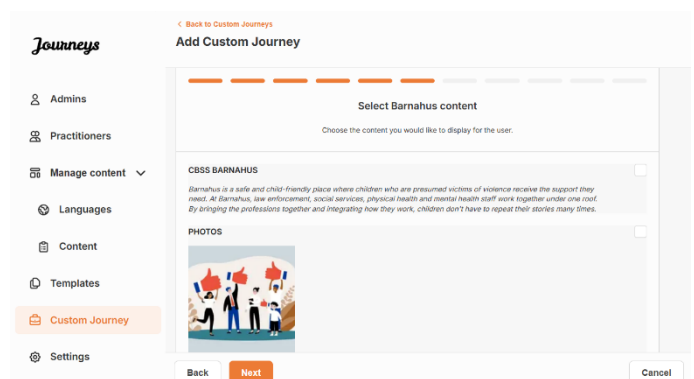 < Back to Custom Journeys
Journeys
Add Custom Journey
Admins
Practitioners
Manage content
Languages
Content
Templates
Custom Journey
Settings
Select Barnahus content
Choose the content you would like to display for the user.
CBSS BARNAHUS
Barnahus is a safe and child-friendly place where children who are presumed victims of violence receive the support they
need. At Barnahus, law enforcement, social services, physical health and mental health staff work together under one roof.
By bringing the professions together and integrating how they work, children don't have to repeat their stories many times.
PHOTOS
Back
Next
Cancel